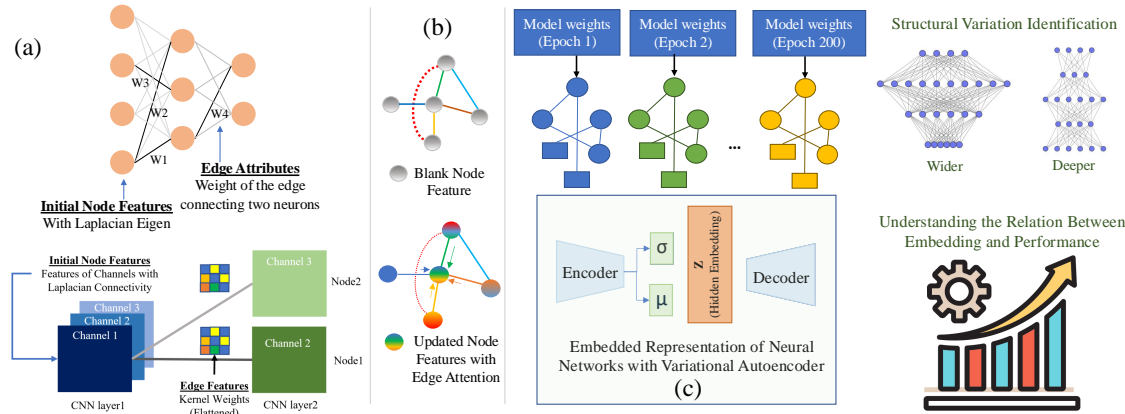 (a)
W3
W2
W4
W1
Edge Attributes
Weight of the edge
connecting two neurons
Initial Node Features
With Laplacian Eigen
Initial Node Features
Features of Channels with
Laplacian Connectivity
Channel 3
Channel 2
Channel 1
Channel 3
Node2
Channel 2
Node1
Edge Features
Kernel Weights
(Flattened)
CNN layer1
CNN layer2
(b)
Blank Node
Feature
Updated Node
Features with
Edge Attention
Model weights
(Epoch 1)
Model weights
(Epoch 2)
Model weights
(Epoch 200)
...
Encoder
σ
μ
Z
(Hidden Embedding)
Decoder
Embedded Representation of Neural
Networks with Variational Autoencoder
(c)
Structural Variation Identification
Wider
Deeper
Understanding the Relation Between
Embedding and Performance